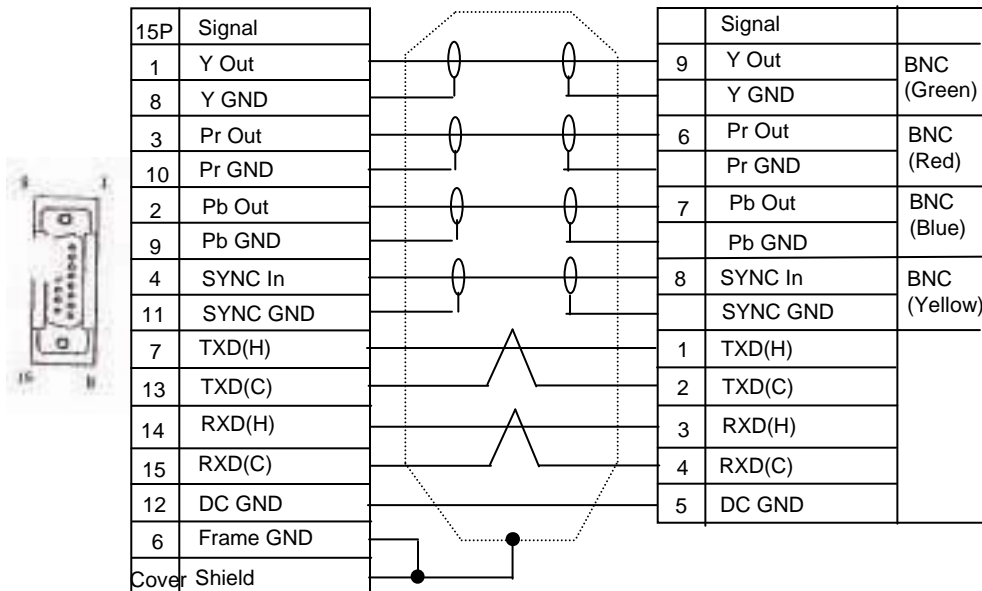 15P Signal
1 Y Out
8 Y GND
3 Pr Out
10 Pr GND
2 Pb Out
9 Pb GND
4 SYNC In
11 SYNC GND
7 TXD(H)
13 TXD(C)
14 RXD(H)
15 RXD(C)
12 DC GND
6 Frame GND
Cover Shield
Signal
9 Y Out
Y GND
BNC
(Green)
6 Pr Out
Pr GND
BNC
(Red)
7 Pb Out
Pb GND
BNC
(Blue)
8 SYNC In
SYNC GND
BNC
(Yellow)
1 TXD(H)
2 TXD(C)
3 RXD(H)
4 RXD(C)
5 DC GND